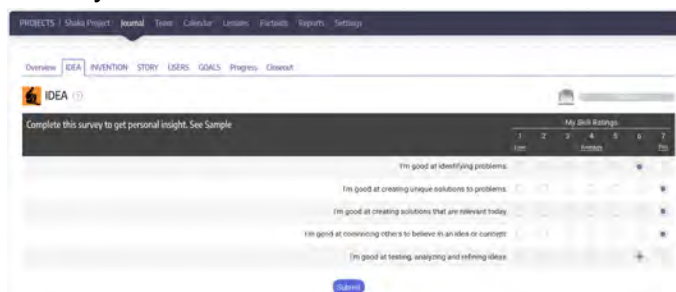 PROJECTS | Shaka Project Journal Team Calendar Lessons Partners Reports Settings
Overview IDEA INVENTION STORY USERS GOALS Progress Closeout
IDEA
Complete this survey to get personal insight. See Sample
My Skill Ratings
1 2 3 4 5 6 7
Low Average Pro
I'm good at identifying problems.
I'm good at creating unique solutions to problems.
I'm good at creating solutions that are relevant today.
I'm good at convincing others to believe in an idea or concept.
I'm good at testing, analyzing and refining ideas.
Submit